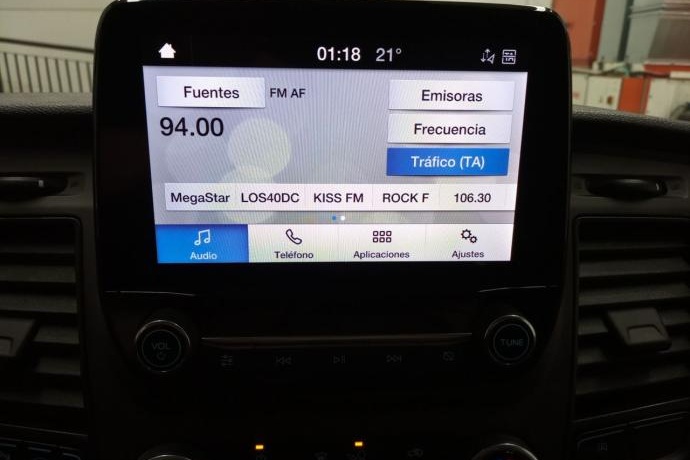 01:18 21°
Fuentes FM AF Emisoras
94.00 Frecuencia
Tráfico (TA)
MegaStar LOS40DC KISS FM ROCK F 106.30
Audio Teléfono Aplicaciones Ajustes
VOL TUNE